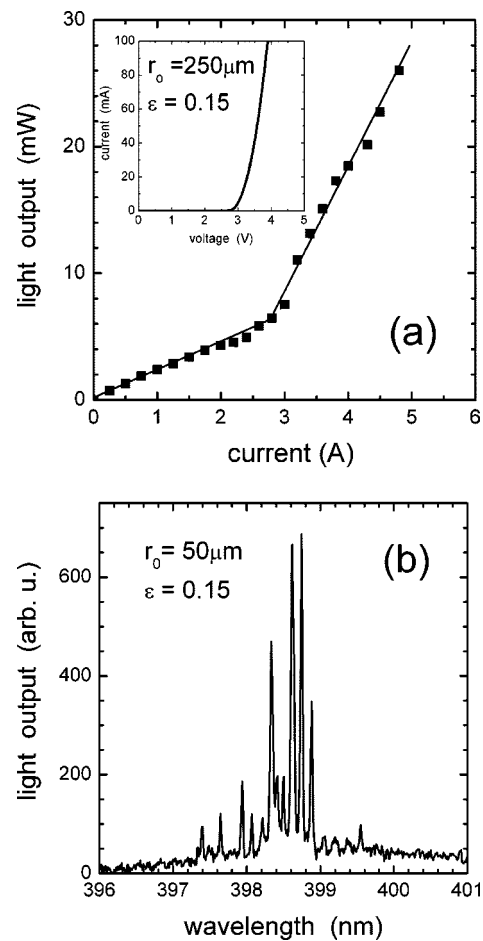 30
20
10
0
light output (mW)
100
80
60
40
20
0
current (mA)
r₀ =250μm
ε = 0.15
0 1 2 3 4 5
voltage (V)
(a)
0 1 2 3 4 5 6
current (A)
600
400
200
0
light output (arb. u.)
r₀= 50μm
ε = 0.15
(b)
396 397 398 399 400 401
wavelength (nm)